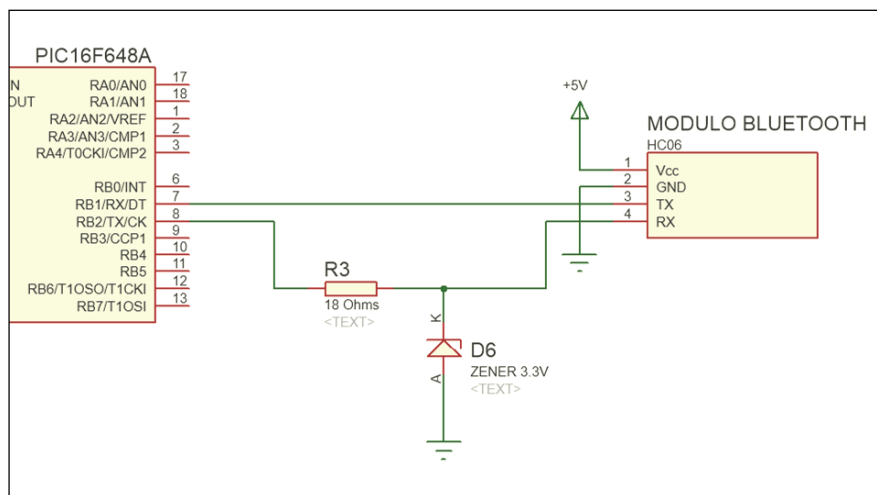 PIC16F648A
IN
OUT
RA0/AN0 17
RA1/AN1 18
RA2/AN2/VREF 1
RA3/AN3/CMP1 2
RA4/T0CKI/CMP2 3
RB0/INT 6
RB1/RX/DT 7
RB2/TX/CK 8
RB3/CCP1 9
RB4 10
RB5 11
RB6/T1OSO/T1CKI 12
RB7/T1OSI 13
R3
18 Ohms
<TEXT>
K
A
D6
ZENER 3.3V
<TEXT>
+5V
MODULO BLUETOOTH
HC06
1 Vcc
2 GND
3 TX
4 RX